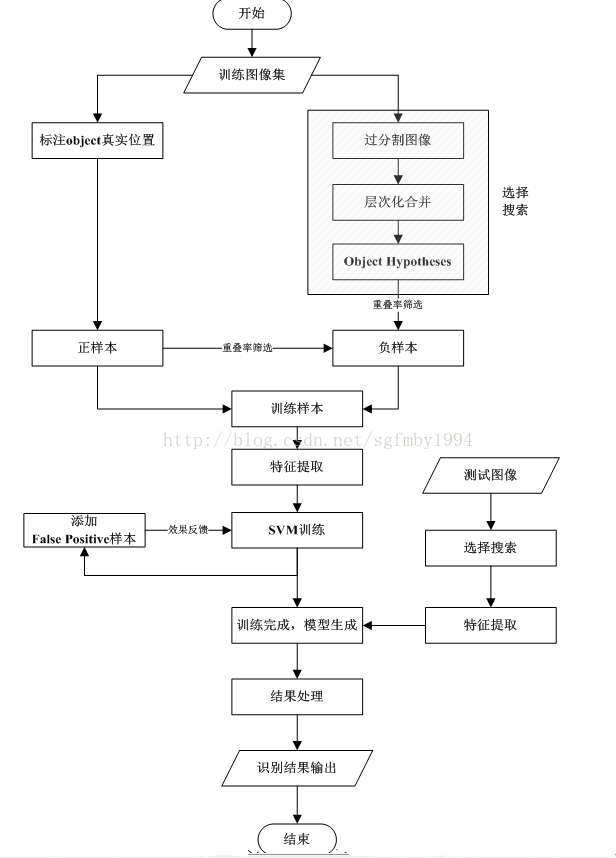 开始
训练图像集
标注object真实位置
过分割图像
层次化合并
Object Hypotheses
选择
搜索
重叠率筛选
正样本
重叠率筛选
负样本
训练样本
http://blog.csdn.net/sgfmby1994
特征提取
测试图像
添加
False Positive样本
效果反馈
SVM训练
选择搜索
训练完成，模型生成
特征提取
结果处理
识别结果输出
结束